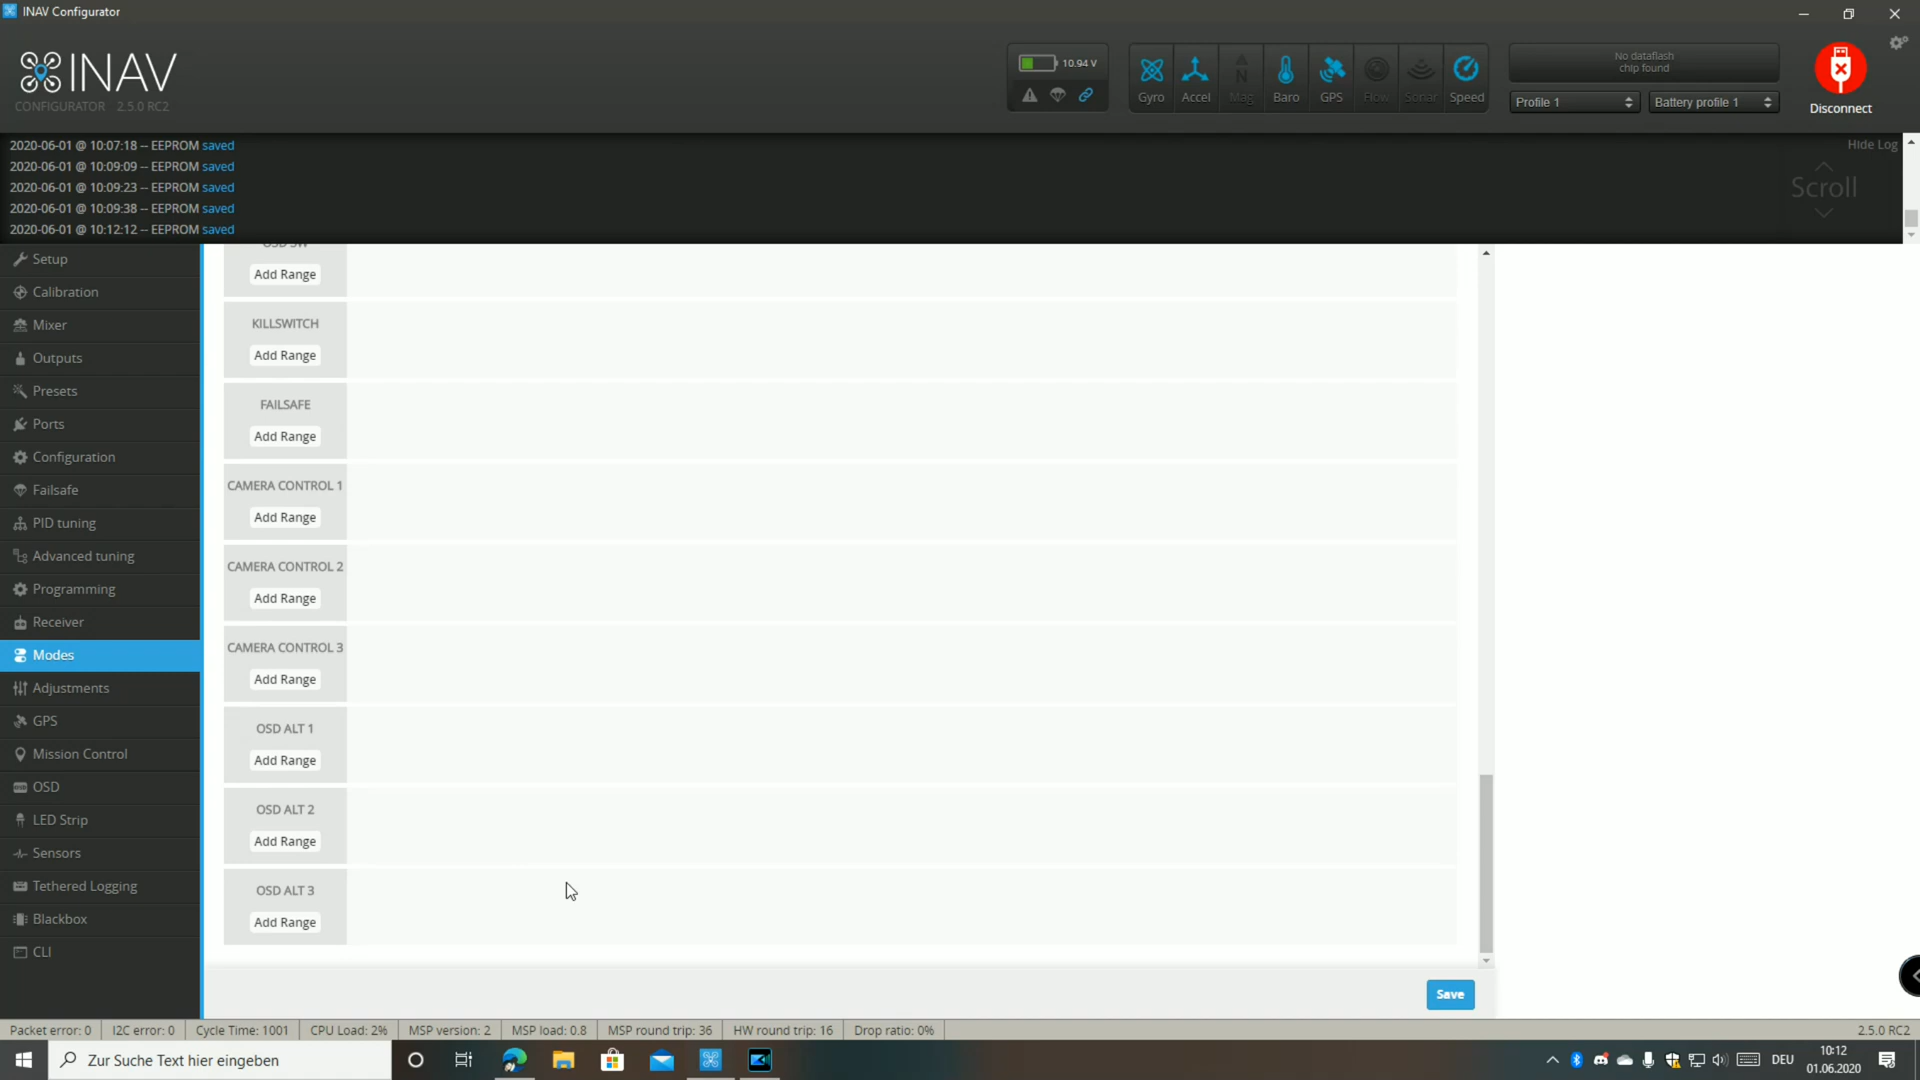 INAV Configurator
INAV
CONFIGURATOR 2.5.0 RC2
10.94 V
Gyro
Accel
Mag
Baro
GPS
Flow
Sonar
Speed
No dataflash
chip found
Profile 1
Battery profile 1
Disconnect
2020-06-01 @ 10:07:18 -- EEPROM saved
2020-06-01 @ 10:09:09 -- EEPROM saved
2020-06-01 @ 10:09:23 -- EEPROM saved
2020-06-01 @ 10:09:38 -- EEPROM saved
2020-06-01 @ 10:12:12 -- EEPROM saved
Hide Log
Scroll
Setup
Calibration
Mixer
Outputs
Presets
Ports
Configuration
Failsafe
PID tuning
Advanced tuning
Programming
Receiver
Modes
Adjustments
GPS
Mission Control
OSD
LED Strip
Sensors
Tethered Logging
Blackbox
CLI
OSD SW
Add Range
KILLSWITCH
Add Range
FAILSAFE
Add Range
CAMERA CONTROL 1
Add Range
CAMERA CONTROL 2
Add Range
CAMERA CONTROL 3
Add Range
OSD ALT 1
Add Range
OSD ALT 2
Add Range
OSD ALT 3
Add Range
Save
Packet error: 0
I2C error: 0
Cycle Time: 1001
CPU Load: 2%
MSP version: 2
MSP load: 0.8
MSP round trip: 36
HW round trip: 16
Drop ratio: 0%
2.5.0 RC2
Zur Suche Text hier eingeben
DEU
10:12
01.06.2020